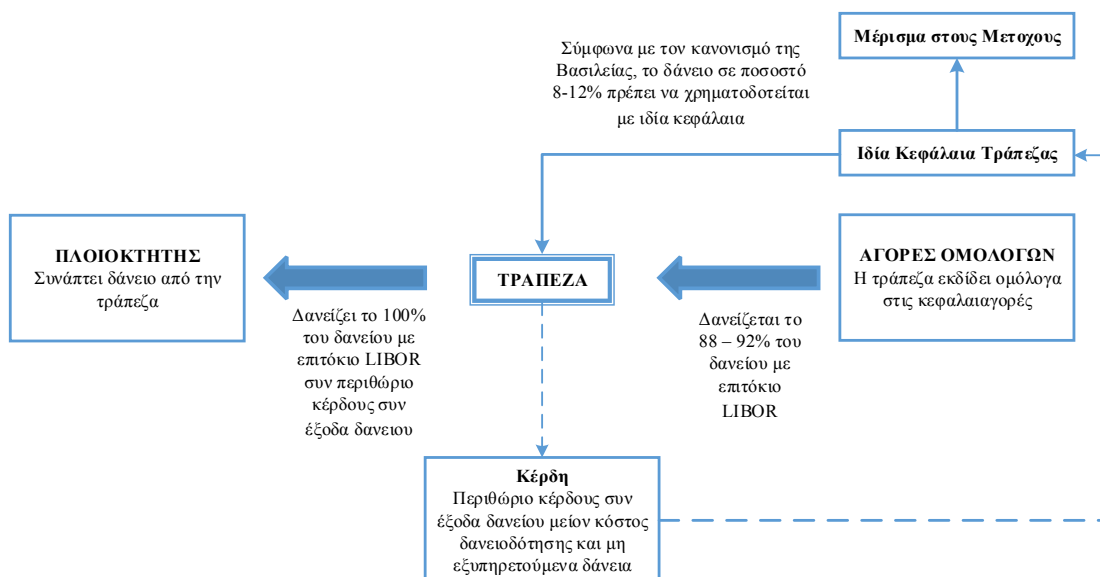 Μέρισμα στους Μετοχους
Σύμφωνα με τον κανονισμό της
Βασιλείας, το δάνειο σε ποσοστό
8-12% πρέπει να χρηματοδοτείται
με ιδία κεφάλαια
Ιδία Κεφάλαια Τράπεζας
ΠΛΟΙΟΚΤΗΤΗΣ
Συνάπτει δάνειο από την
τράπεζα
ΤΡΑΠΕΖΑ
ΑΓΟΡΕΣ ΟΜΟΛΟΓΩΝ
Η τράπεζα εκδίδει ομόλογα
στις κεφαλαιαγορές
Δανείζει το 100%
του δανείου με
επιτόκιο LIBOR
συν περιθώριο
κέρδους συν
έξοδα δανειου
Δανείζεται το
88 – 92% του
δανείου με
επιτόκιο
LIBOR
Κέρδη
Περιθώριο κέρδους συν
έξοδα δανείου μείον κόστος
δανειοδότησης και μη
εξυπηρετούμενα δάνεια